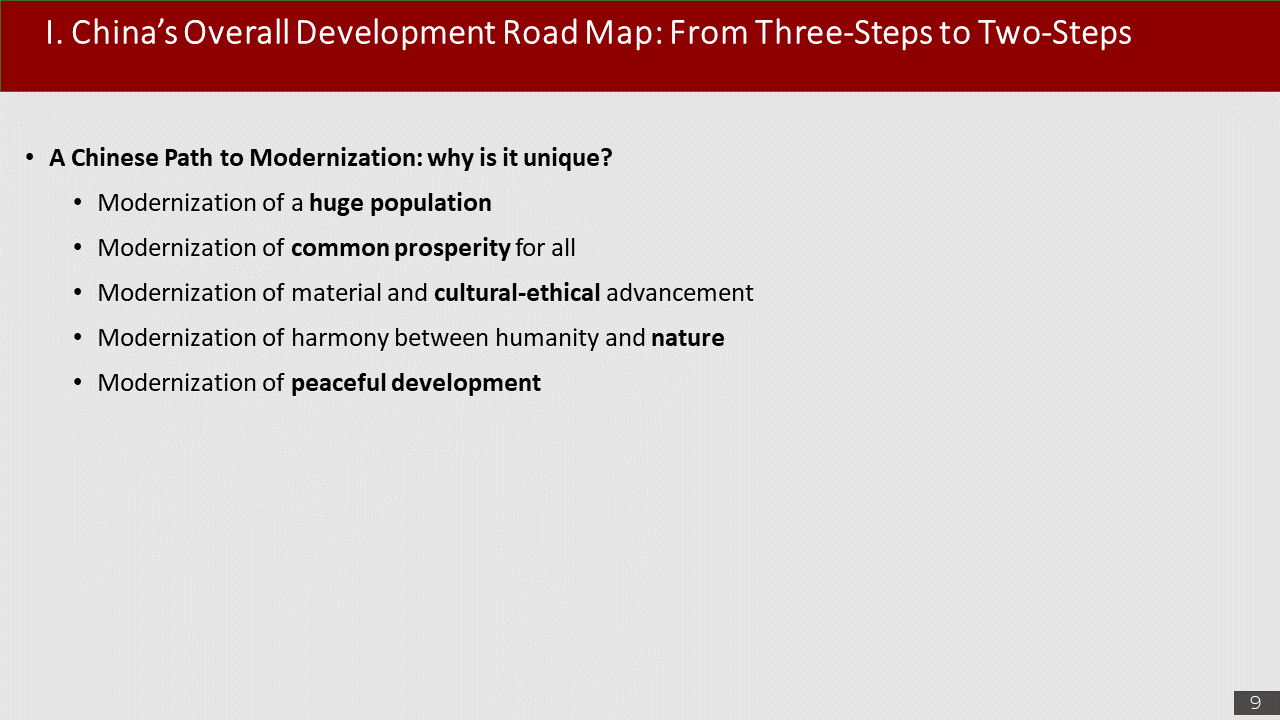 I. China’s Overall Development Road Map: From Three-Steps to Two-Steps
• A Chinese Path to Modernization: why is it unique?
• Modernization of a huge population
• Modernization of common prosperity for all
• Modernization of material and cultural-ethical advancement
• Modernization of harmony between humanity and nature
• Modernization of peaceful development
9